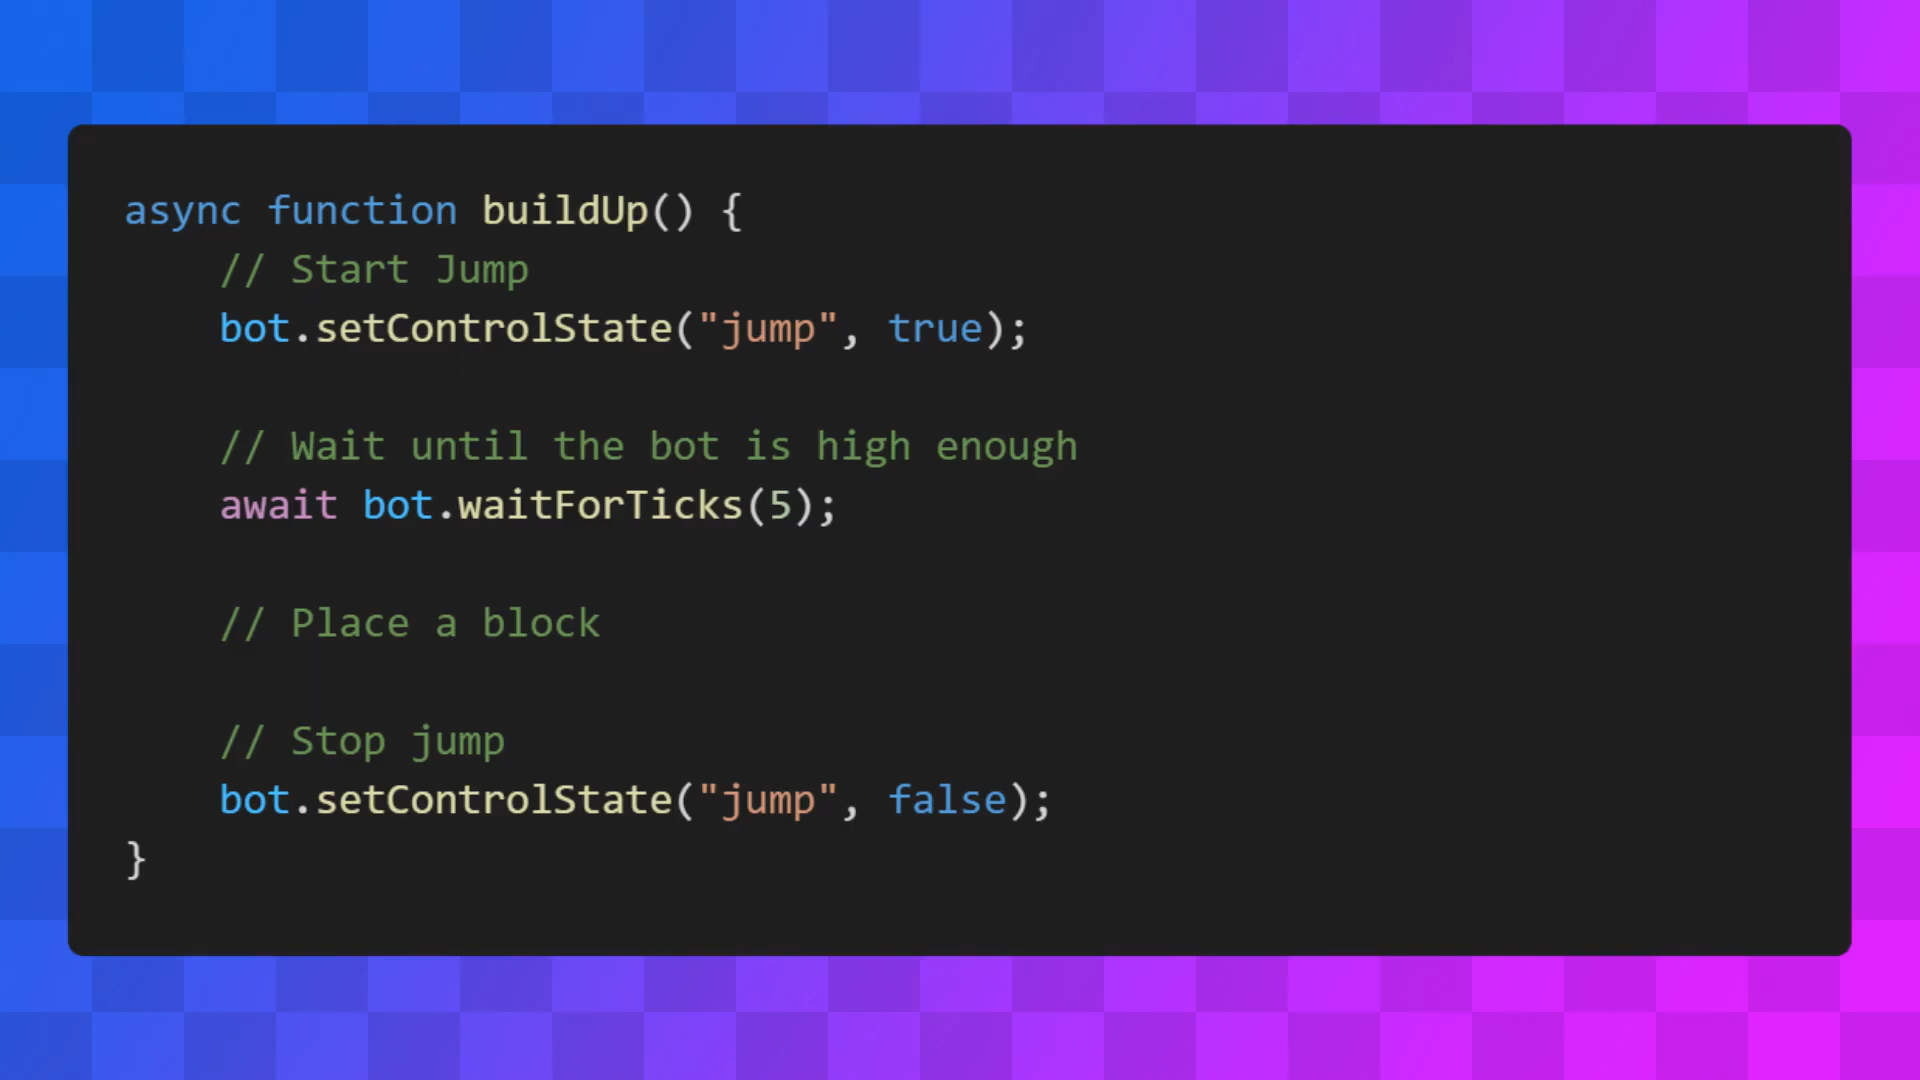 async function buildUp() {
    // Start Jump
    bot.setControlState("jump", true);

    // Wait until the bot is high enough
    await bot.waitForTicks(5);

    // Place a block

    // Stop jump
    bot.setControlState("jump", false);
}